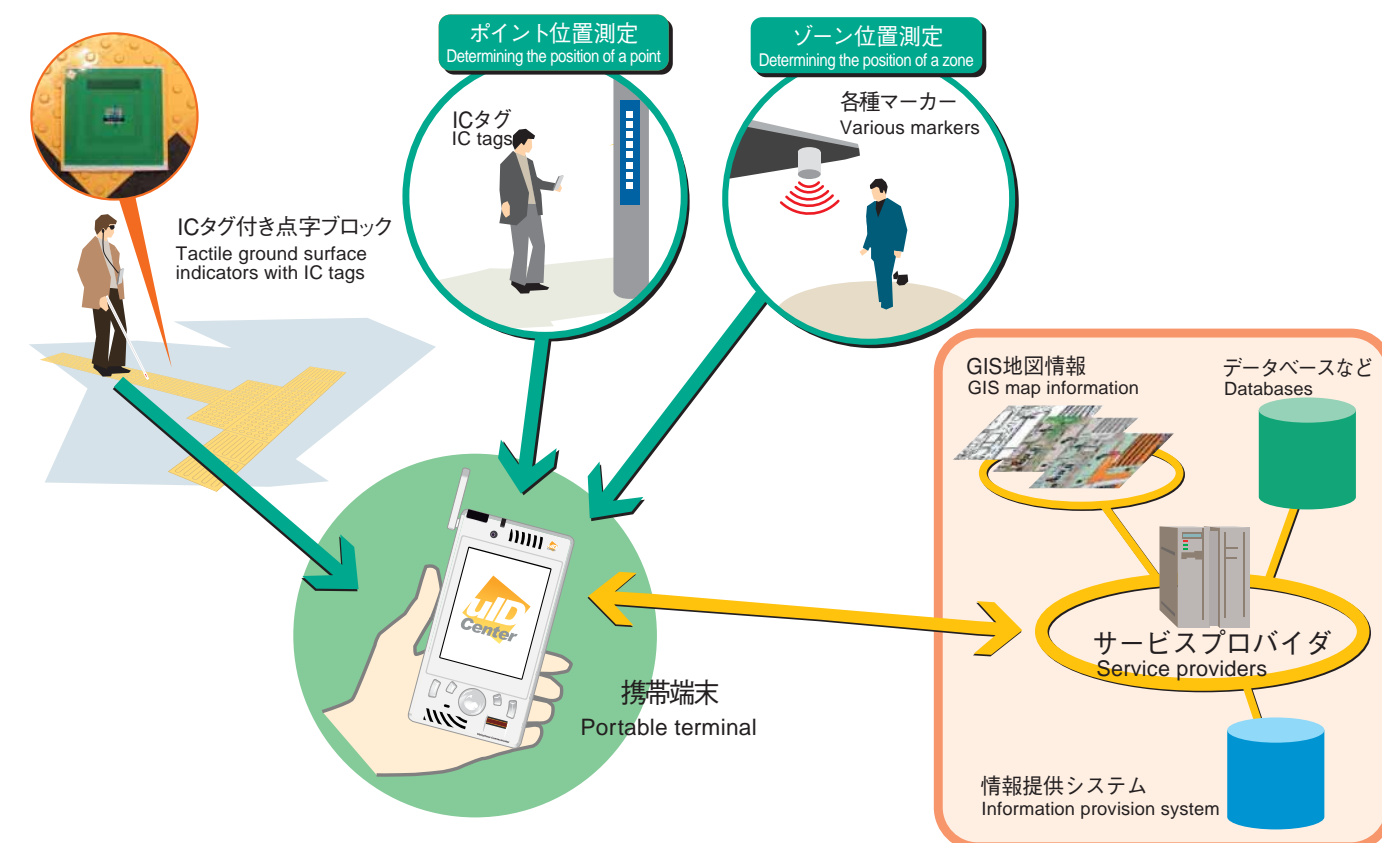 ポイント位置測定
Determining the position of a point
ゾーン位置測定
Determining the position of a zone
ICタグ
IC tags
各種マーカー
Various markers
ICタグ付き点字ブロック
Tactile ground surface
indicators with IC tags
GIS地図情報
GIS map information
データベースなど
Databases
uID
Center
サービスプロバイダ
Service providers
携帯端末
Portable terminal
情報提供システム
Information provision system